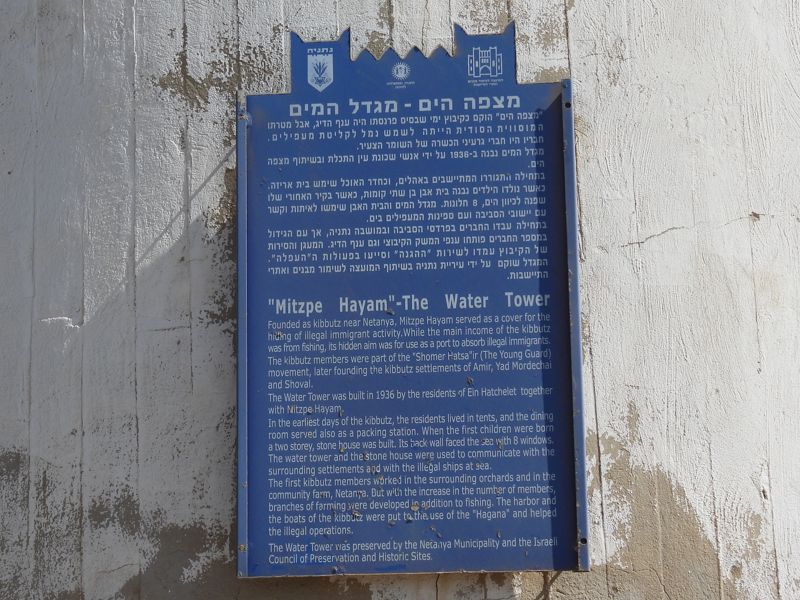 נתניה
מצפה הים - מגדל המים
"מצפה הים" הוקם כקיבוץ ימי שבסיס פרנסתו היה ענף הדיג, אבל מטרתו
המוסווית הסודית הייתה לשמש נמל לקליטת מעפילים.
חבריו היו חברי גרעיני הכשרה של השומר הצעיר.
מגדל המים נבנה ב-1936 על ידי אנשי שכונת עין התכלת ובשיתוף מצפה
הים.
בתחילה התגוררו המתיישבים באהלים, וכחדר האוכל שימש בית אריזה.
כאשר נולדו הילדים נבנה בית אבן בן שתי קומות, כאשר בקיר האחורי שלו
שפנה לכיוון הים, 8 חלונות. מגדל המים והבית האבן שימשו לאיתות וקשר
עם יישובי הסביבה ועם ספינות המעפילים בים.
בתחילה עבדו החברים בפרדסי הסביבה ובמושבה נתניה, אך עם הגידול
במספר החברים פותחו ענפי המשק הקיבוצי וגם ענף הדיג. המעגן והסירות
של הקיבוץ עמדו לשירות "ההגנה" וסייעו בפעולות ה"העפלה".
המגדל שוקם על ידי עיריית נתניה בשיתוף המועצה לשימור מבנים ואתרי
התיישבות.
"Mitzpe Hayam"-The Water Tower
Founded as kibbutz near Netanya, Mitzpe Hayam served as a cover for the
hiding of illegal immigrant activity.While the main income of the kibbutz
was from fishing, its hidden aim was for use as a port to absorb illegal immigrants.
The kibbutz members were part of the "Shomer Hatsa"ir (The Young Guard)
movement, later founding the kibbutz settlements of Amir, Yad Mordechai
and Shoval.
The Water Tower was built in 1936 by the residents of Ein Hatchelet together
with Mitzpe Hayam.
In the earliest days of the kibbutz, the residents lived in tents, and the dining
room served also as a packing station. When the first children were born
a two storey, stone house was built. Its back wall faced the sea with 8 windows.
The water tower and the stone house were used to communicate with the
surrounding settlements and with the illegal ships at sea.
The first kibbutz members worked in the surrounding orchards and in the
community farm, Netanya. But with the increase in the number of members,
branches of farming were developed in addition to fishing. The harbor and
the boats of the kibbutz were put to the use of the "Hagana" and helped
the illegal operations.
The Water Tower was preserved by the Netanya Municipality and the Israeli
Council of Preservation and Historic Sites.